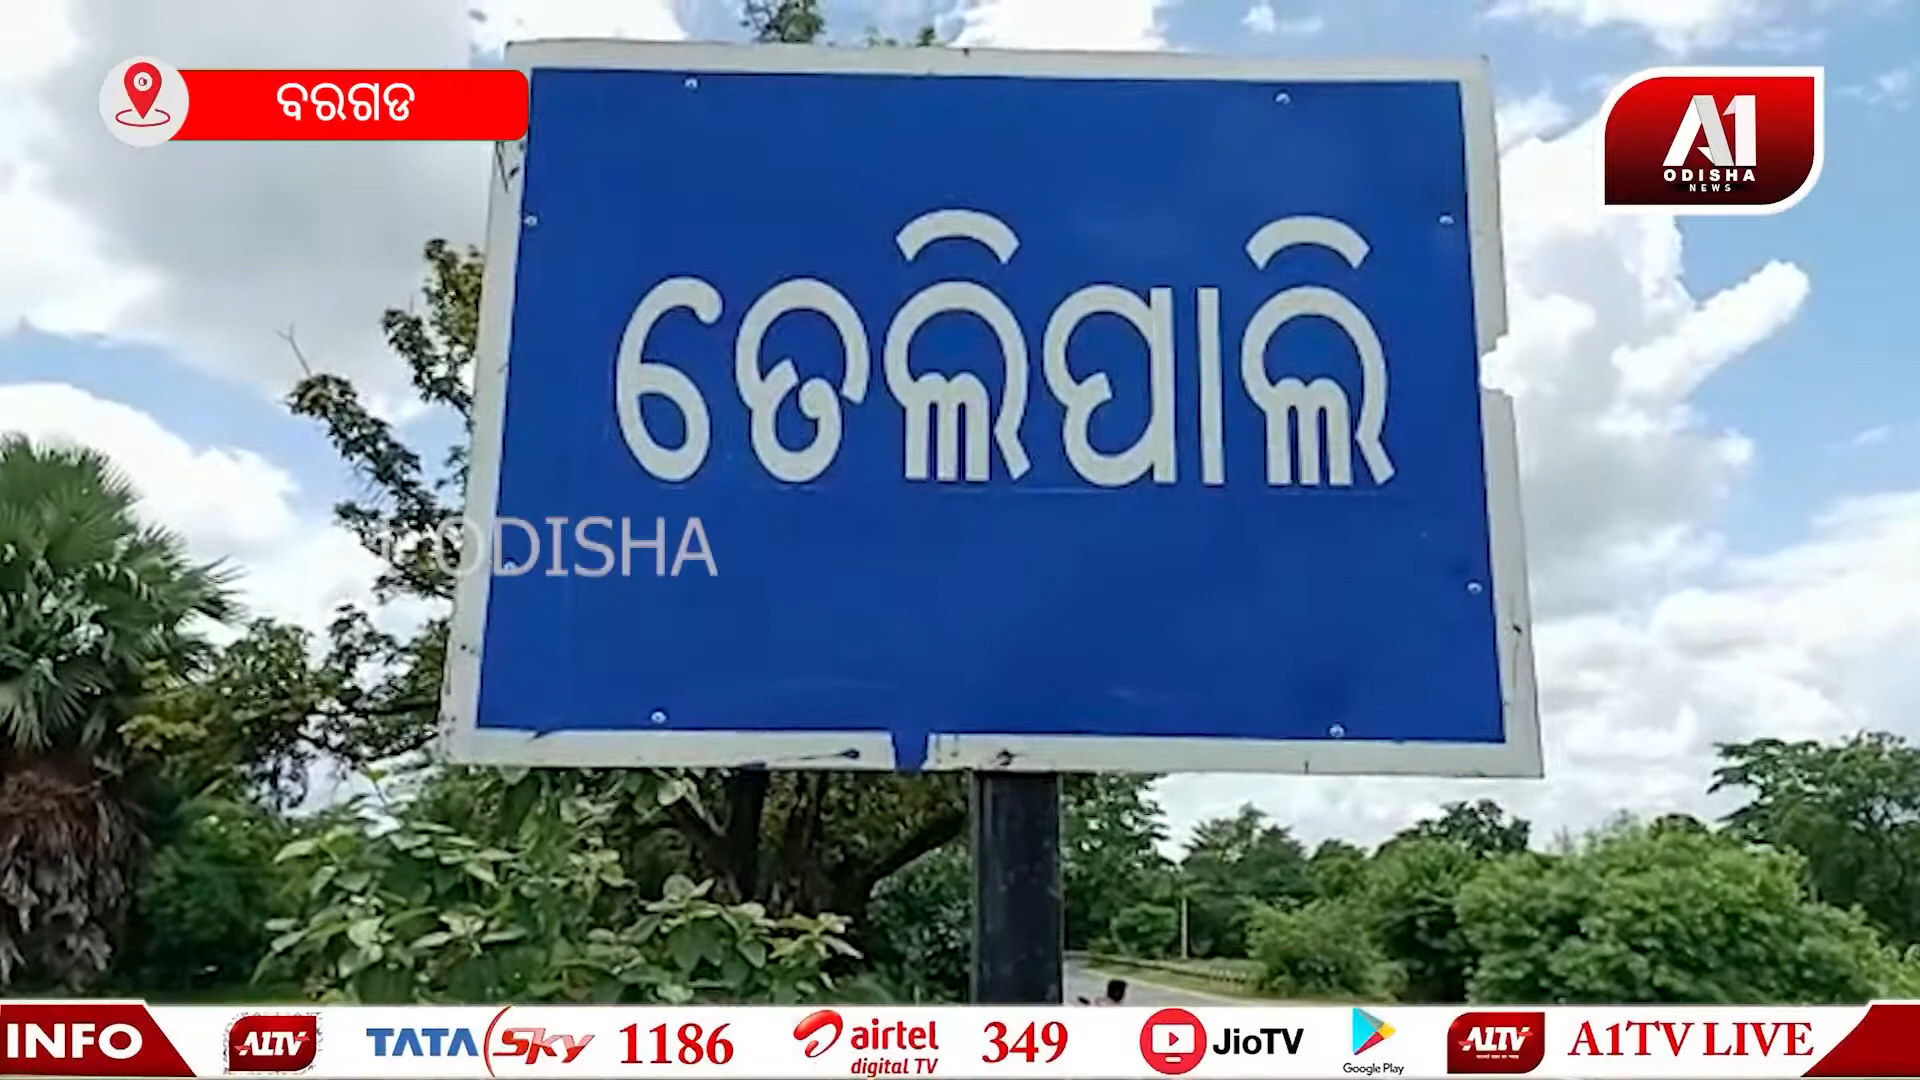 ବରଗଡ
A1
ODISHA
NEWS
ତେଲିପାଲି
ODISHA
INFO A1TV TATA Sky 1186 airtel digital TV 349 JioTV Google Play A1TV A1TV LIVE